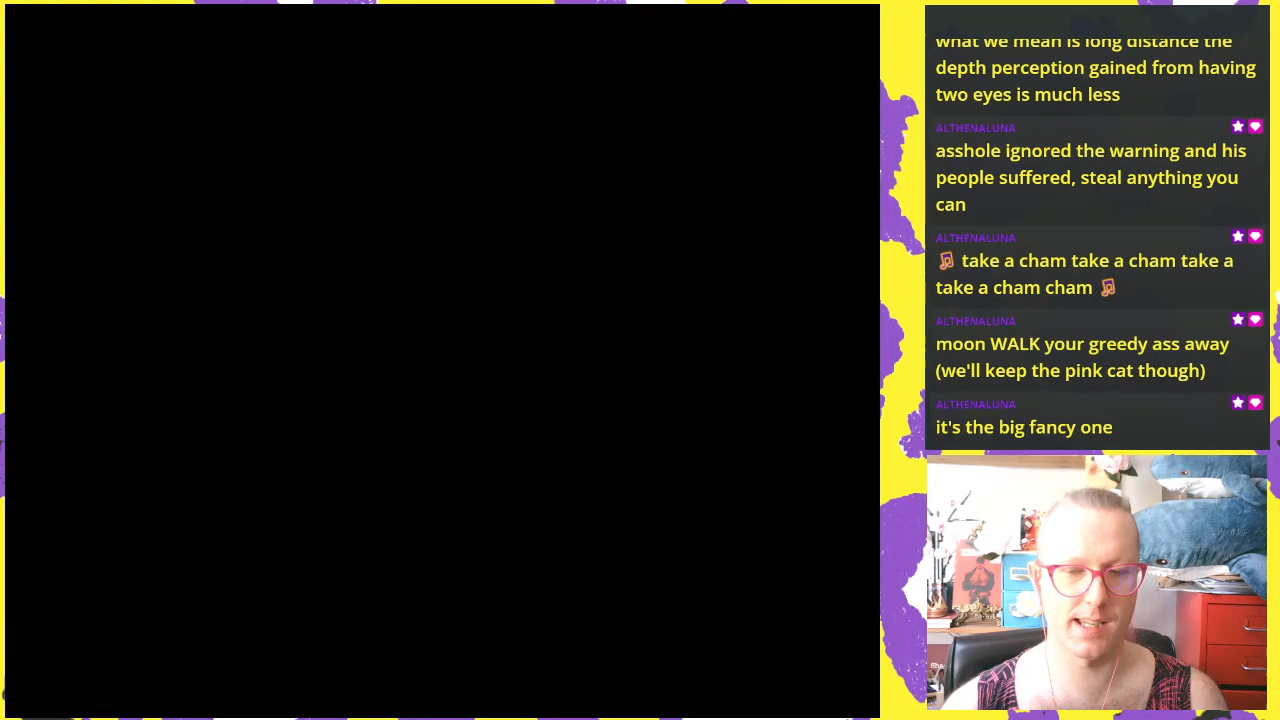 what we mean is long distance the
depth perception gained from having
two eyes is much less
ALTHENALUNA
asshole ignored the warning and his
people suffered, steal anything you
can
ALTHENALUNA
🎵 take a cham take a cham take a
take a cham cham 🎵
ALTHENALUNA
moon WALK your greedy ass away
(we'll keep the pink cat though)
ALTHENALUNA
it's the big fancy one